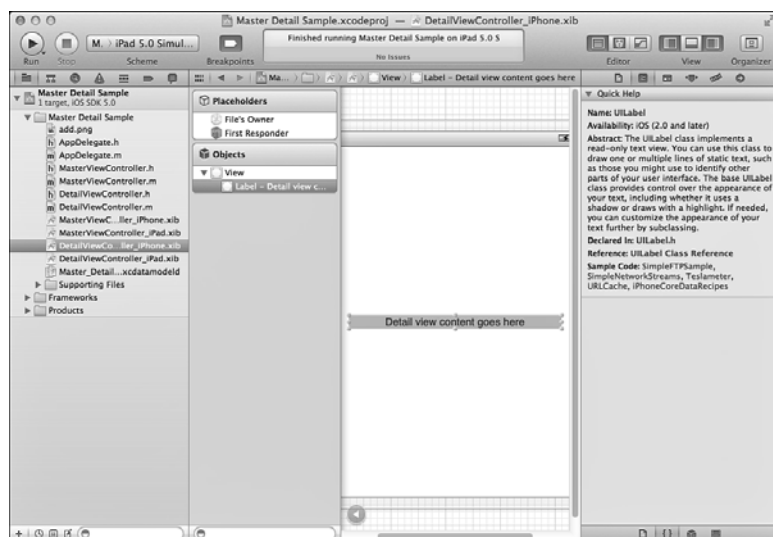 Master Detail Sample.xcodeproj — DetailViewController_iPhone.xib
Run
Stop
M... > iPad 5.0 Simul...
Scheme
Breakpoints
Finished running Master Detail Sample on iPad 5.0 S
No Issues
Editor
View
Organizer
Ma...
View
Label – Detail view content goes here
Master Detail Sample
1 target, iOS SDK 5.0
Master Detail Sample
add.png
h AppDelegate.h
m AppDelegate.m
h MasterViewController.h
m MasterViewController.m
h DetailViewController.h
m DetailViewController.m
MasterViewC...ller_iPhone.xib
MasterViewController_iPad.xib
DetailViewCo...ller_iPhone.xib
DetailViewController_iPad.xib
Master_Detail...xcdatamodeld
Supporting Files
Frameworks
Products
Placeholders
File's Owner
First Responder
Objects
View
Label – Detail view c...
Detail view content goes here
Quick Help
Name: UILabel
Availability: iOS (2.0 and later)
Abstract: The UILabel class implements a
read-only text view. You can use this class to
draw one or multiple lines of static text, such
as those you might use to identify other
parts of your user interface. The base UILabel
class provides control over the appearance of
your text, including whether it uses a
shadow or draws with a highlight. If needed,
you can customize the appearance of your
text further by subclassing.
Declared In: UILabel.h
Reference: UILabel Class Reference
Sample Code: SimpleFTPSample,
SimpleNetworkStreams, Teslameter,
URLCache, iPhoneCoreDataRecipes